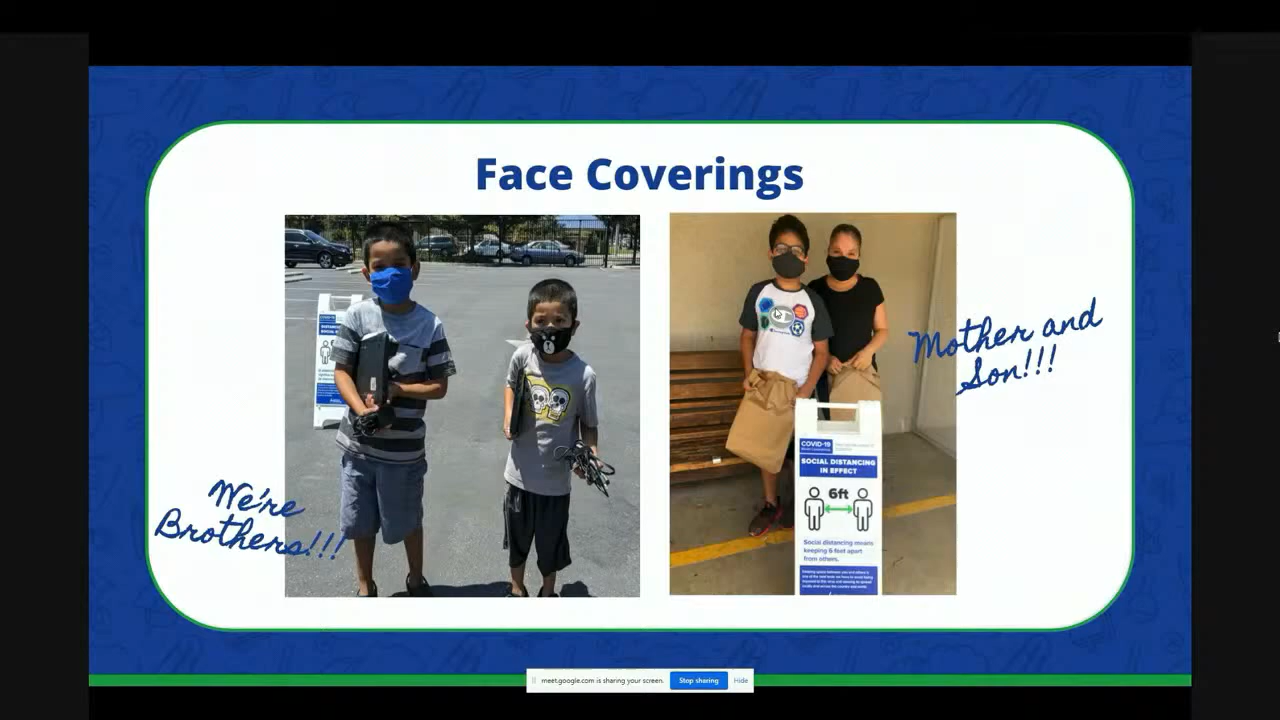 Face Coverings
We're
Brothers!!!
Mother and
Son!!!
COVID-19
SOCIAL DISTANCING
IN EFFECT
6ft
Social distancing means
keeping 6 feet apart
from others.
meet.google.com is sharing your screen.
Stop sharing
Hide